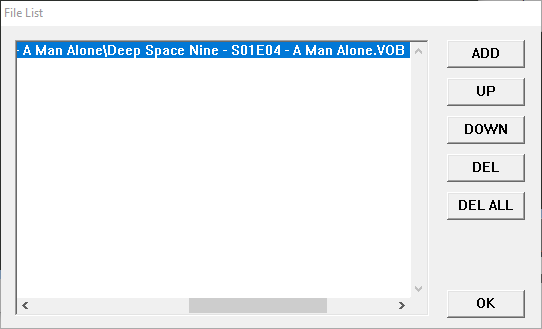 File List
- A Man Alone\Deep Space Nine - S01E04 - A Man Alone.VOB
ADD
UP
DOWN
DEL
DEL ALL
OK